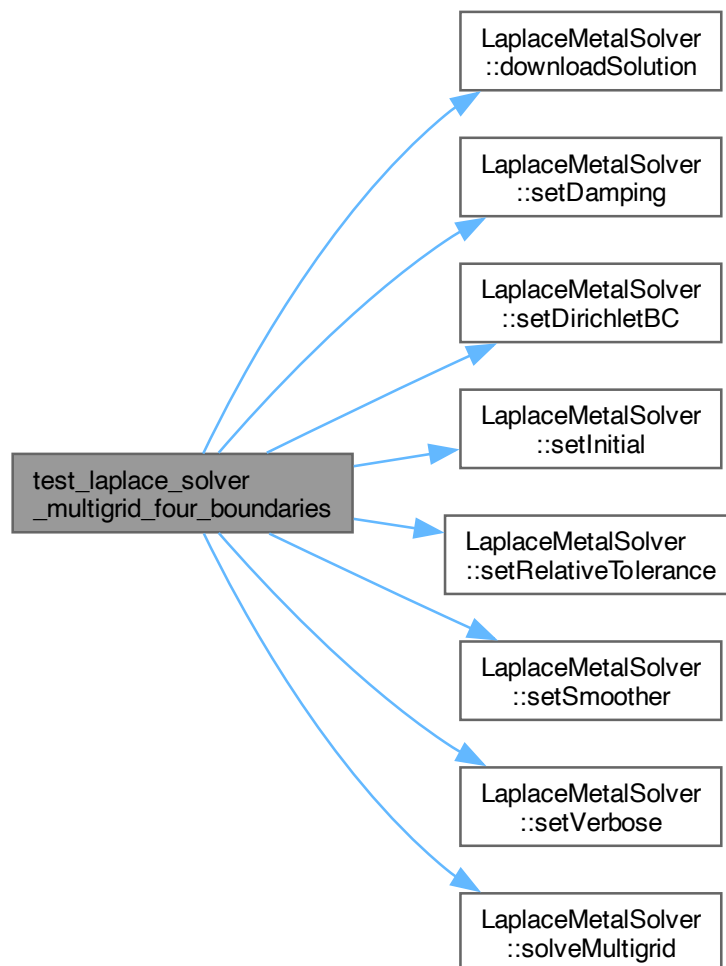 LaplaceMetalSolver
::downloadSolution
LaplaceMetalSolver
::setDamping
LaplaceMetalSolver
::setDirichletBC
LaplaceMetalSolver
::setInitial
test_laplace_solver
_multigrid_four_boundaries
LaplaceMetalSolver
::setRelativeTolerance
LaplaceMetalSolver
::setSmoother
LaplaceMetalSolver
::setVerbose
LaplaceMetalSolver
::solveMultigrid